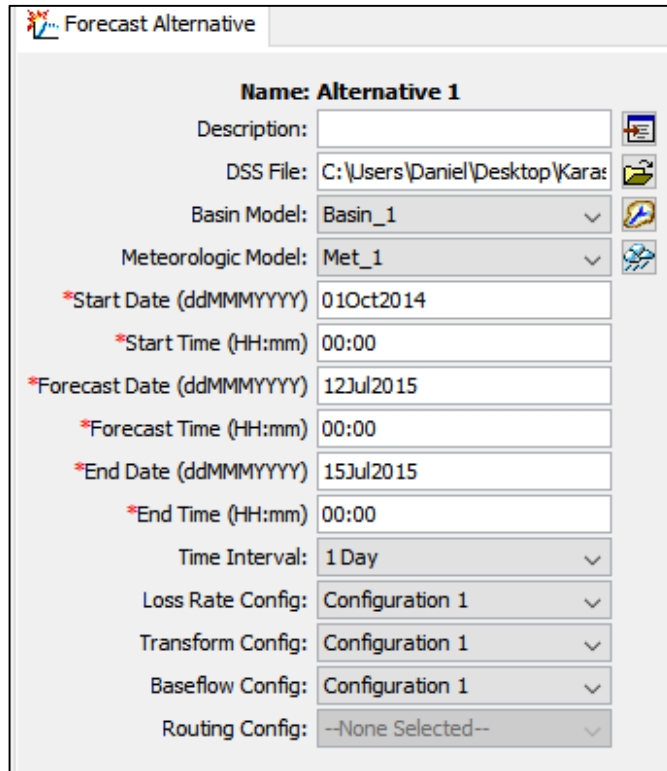 Forecast Alternative
Name: Alternative 1
Description:
DSS File: C:\Users\Daniel\Desktop\Karas
Basin Model: Basin_1
Meteorologic Model: Met_1
*Start Date (ddMMMYYYY) 01Oct2014
*Start Time (HH:mm) 00:00
*Forecast Date (ddMMMYYYY) 12Jul2015
*Forecast Time (HH:mm) 00:00
*End Date (ddMMMYYYY) 15Jul2015
*End Time (HH:mm) 00:00
Time Interval: 1 Day
Loss Rate Config: Configuration 1
Transform Config: Configuration 1
Baseflow Config: Configuration 1
Routing Config: --None Selected--